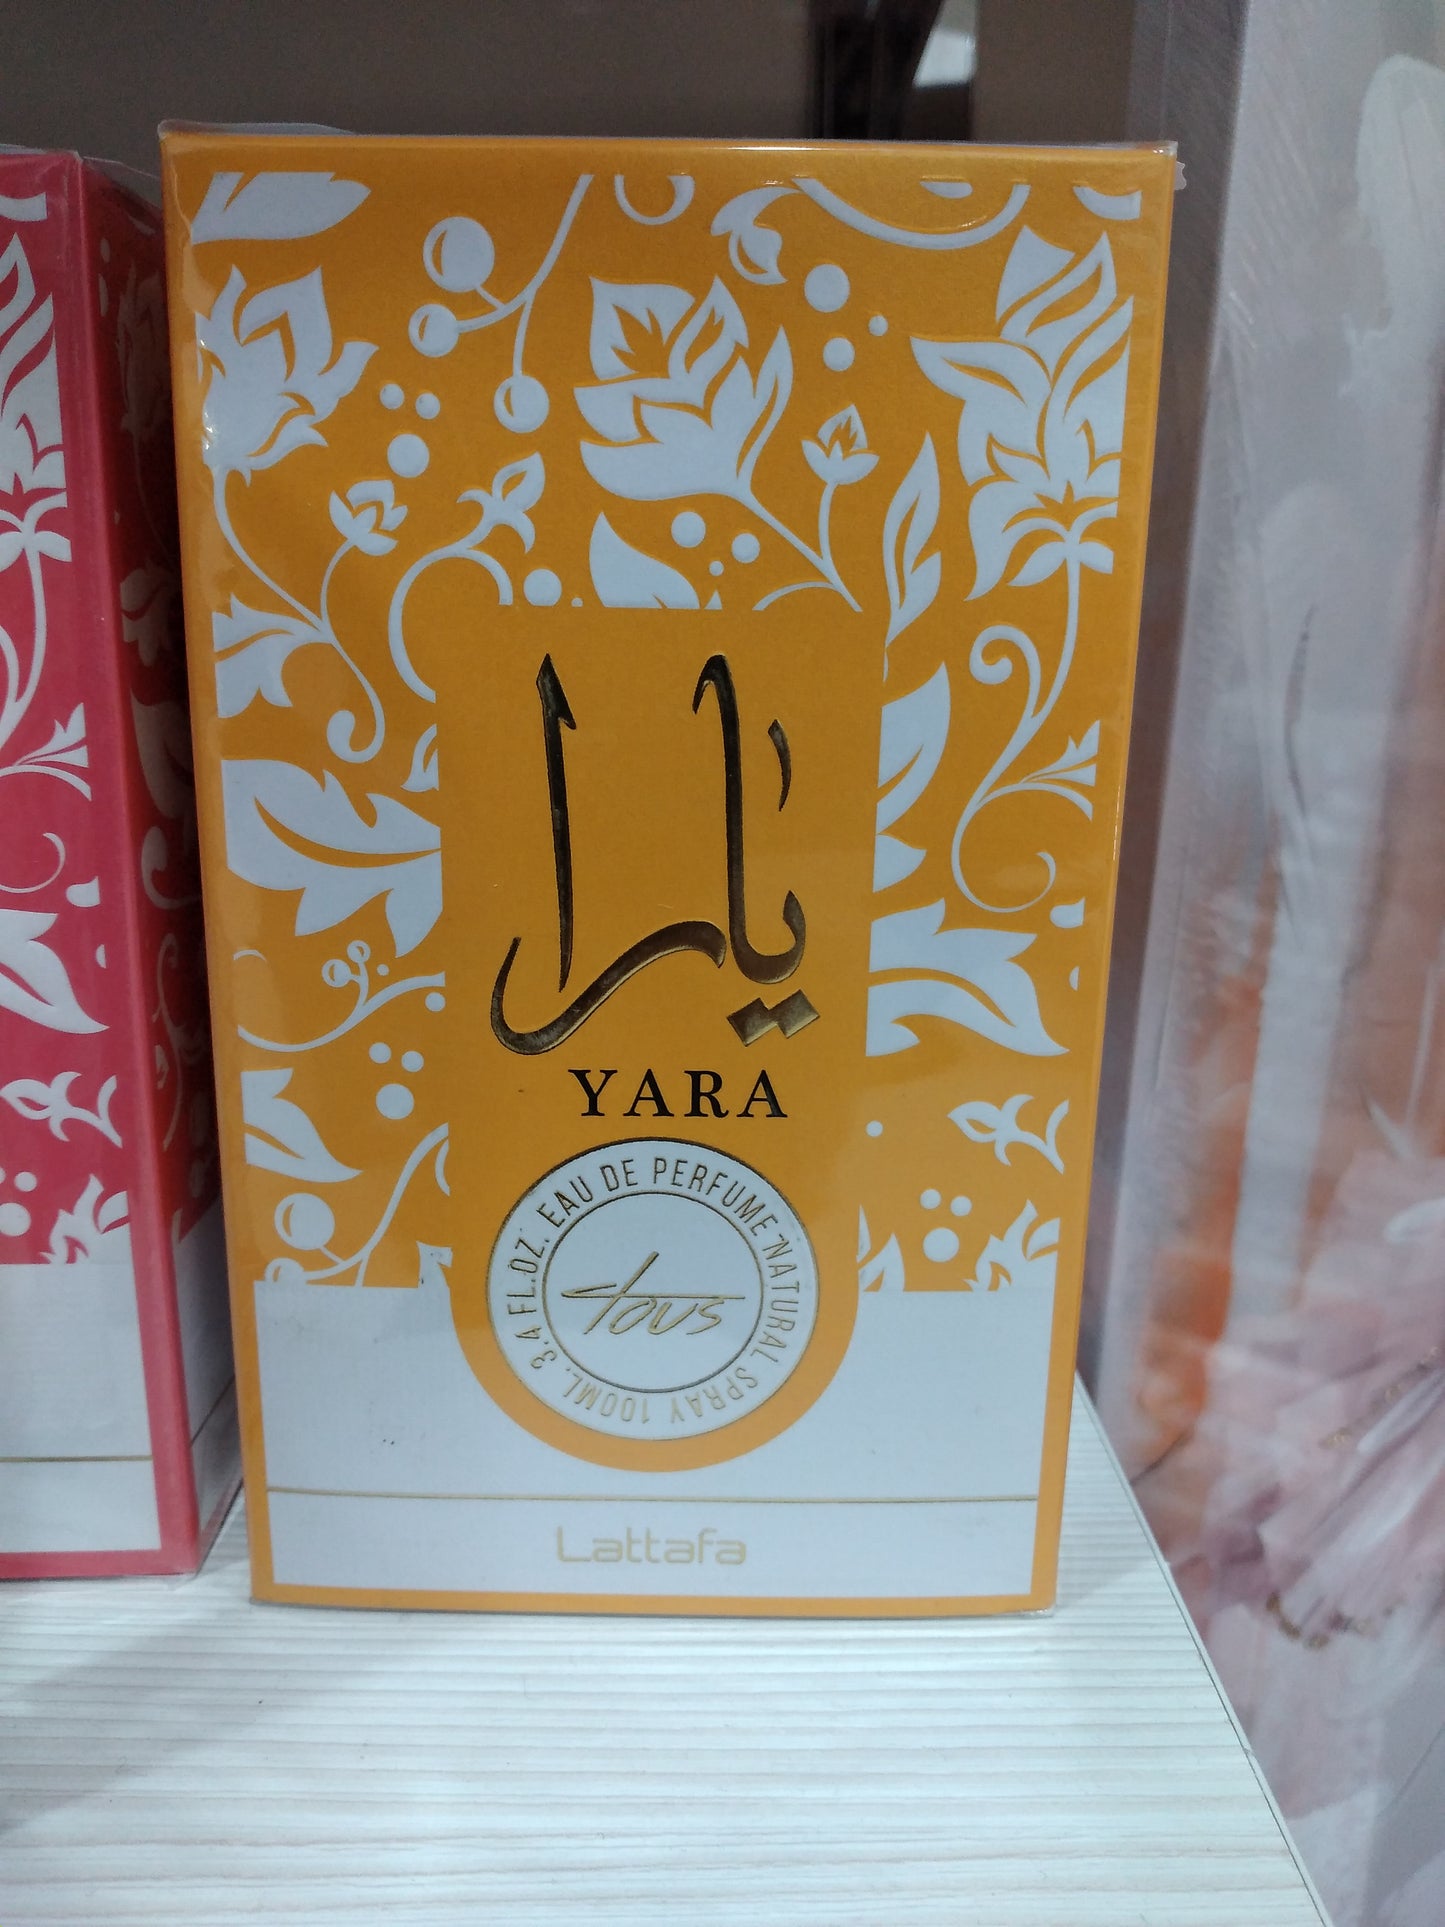 يارا
YARA
EAU DE PERFUME NATURAL SPRAY 100ML. 3.4 FL.OZ.
tous
Lattafa